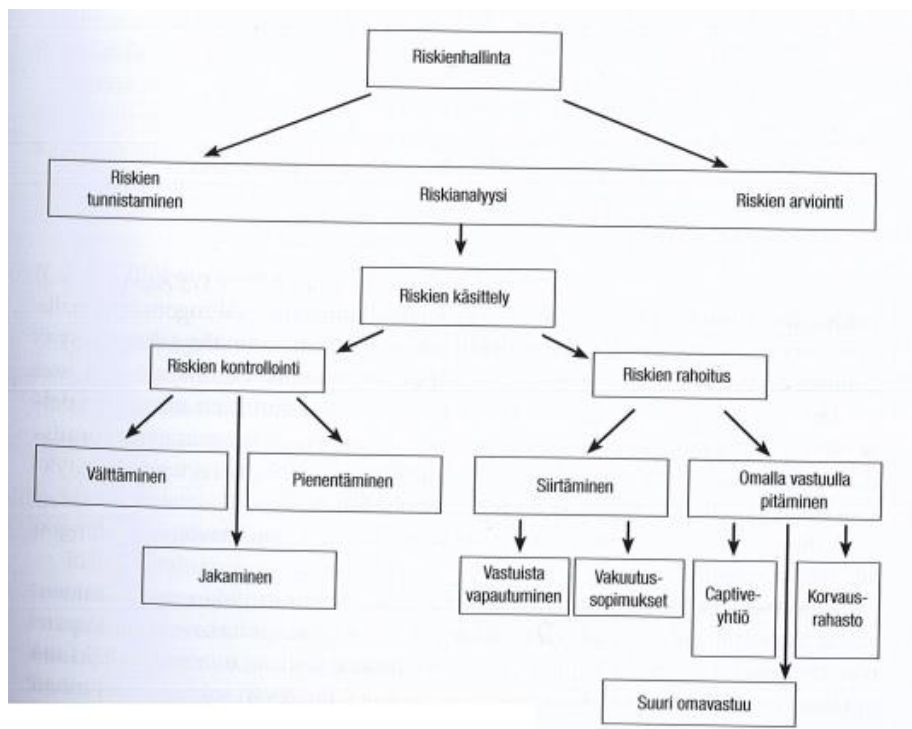 Riskienhallinta
Riskien
tunnistaminen
Riskianalyysi
Riskien arviointi
Riskien käsittely
Riskien kontrollointi
Riskien rahoitus
Välttäminen
Pienentäminen
Siirtäminen
Omalla vastuulla
pitäminen
Jakaminen
Vastuista
vapautuminen
Vakuutus-
sopimukset
Captive-
yhtiö
Korvaus-
rahasto
Suuri omavastuu